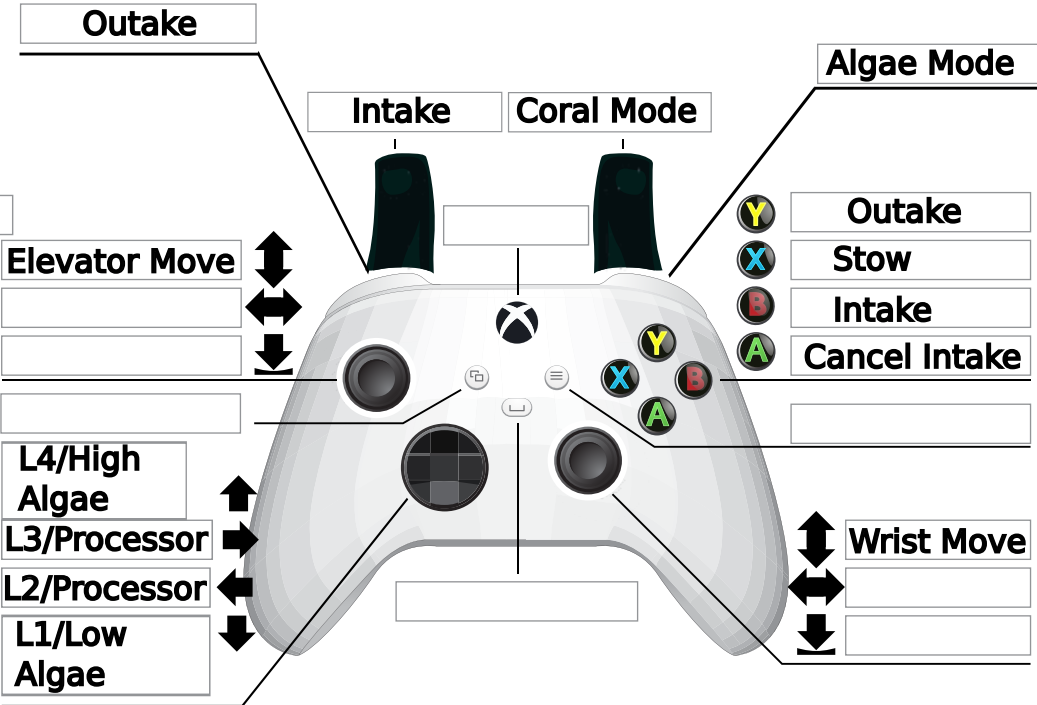 Outake
Algae Mode
Intake
Coral Mode
Y
Outake
X
Stow
B
Intake
A
Cancel Intake
Elevator Move
Y
X
B
A
L4/High
Algae
L3/Processor
L2/Processor
L1/Low
Algae
Wrist Move